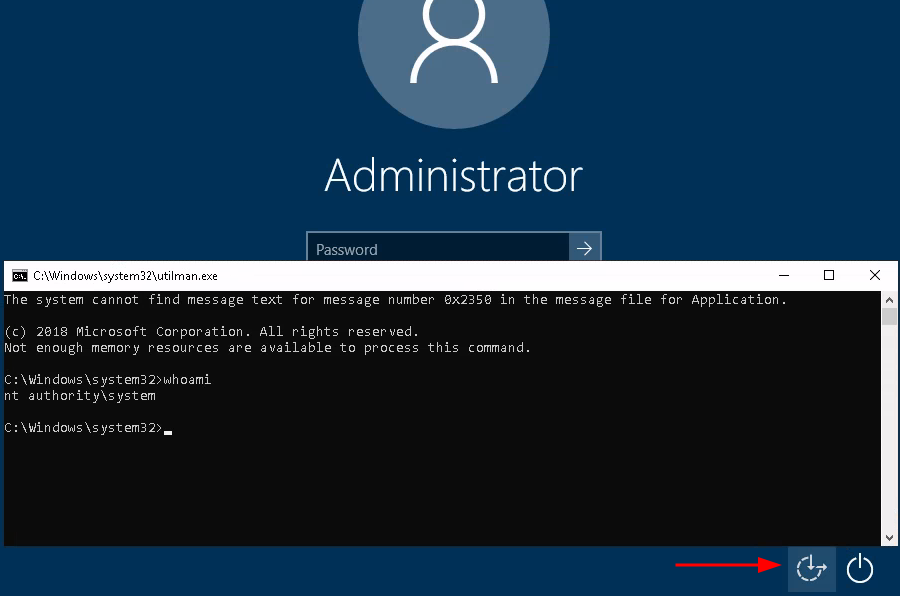 Administrator
Password
C:\Windows\system32\utilman.exe
The system cannot find message text for message number 0x2350 in the message file for Application.
(c) 2018 Microsoft Corporation. All rights reserved.
Not enough memory resources are available to process this command.
C:\Windows\system32>whoami
nt authority\system
C:\Windows\system32>